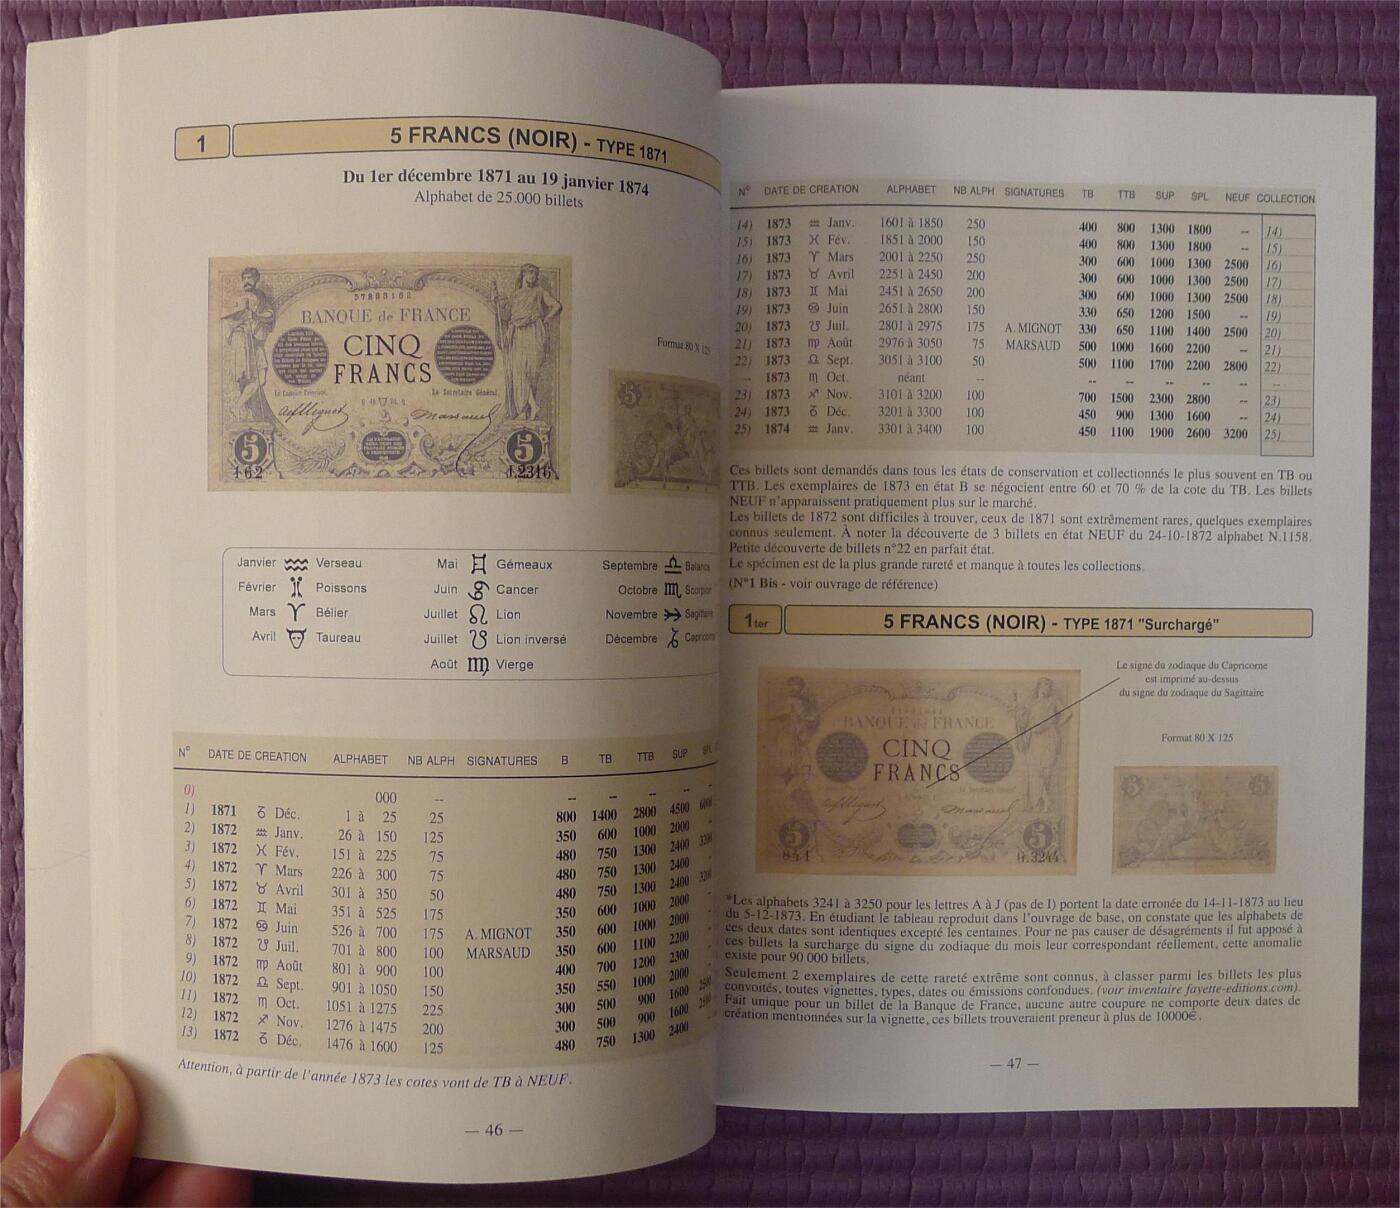 1
5 FRANCS (NOIR) - TYPE 1871
Du 1er décembre 1871 au 19 janvier 1874
Alphabet de 25.000 billets
57883162
BANQUE de FRANCE
CINQ
FRANCS
Le Caissier Principal, Le Secrétaire Général,
5 5
162 J.2316
Format 80 X 125
5
Janvier Verseau Mai Gémeaux Septembre Balance
Février Poissons Juin Cancer Octobre Scorpion
Mars Bélier Juillet Lion Novembre Sagittaire
Avril Taureau Juillet Lion inversé Décembre Capricorne
Août Vierge
N° DATE DE CREATION ALPHABET NB ALPH SIGNATURES B TB TTB SUP SPL
0) 000 -- -- -- -- --
1) 1871 ♑ Déc. 1 à 25 25 800 1400 2800 4500 6000
2) 1872 ♒ Janv. 26 à 150 125 350 600 1000 2000 --
3) 1872 ♓ Fév. 151 à 225 75 480 750 1300 2400 3200
4) 1872 ♈ Mars 226 à 300 75 480 750 1300 2400 --
5) 1872 ♉ Avril 301 à 350 50 480 750 1300 2400 3200
6) 1872 ♊ Mai 351 à 525 175 350 600 1000 2000 --
7) 1872 ♋ Juin 526 à 700 175 A. MIGNOT 350 600 1000 2000 --
8) 1872 Juil. 701 à 800 100 MARSAUD 350 600 1100 2200 --
9) 1872 ♍ Août 801 à 900 100 400 700 1200 2300 --
10) 1872 ♎ Sept. 901 à 1050 150 350 550 1000 2000 --
11) 1872 ♏ Oct. 1051 à 1275 225 300 500 900 1600 2500
12) 1872 ♐ Nov. 1276 à 1475 200 300 500 900 1600 2500
13) 1872 ♑ Déc. 1476 à 1600 125 480 750 1300 2400 --
Attention, à partir de l'année 1873 les cotes vont de TB à NEUF.
— 46 —
N° DATE DE CREATION ALPHABET NB ALPH SIGNATURES TB TTB SUP SPL NEUF COLLECTION
14) 1873 ♒ Janv. 1601 à 1850 250 400 800 1300 1800 -- 14)
15) 1873 ♓ Fév. 1851 à 2000 150 400 800 1300 1800 -- 15)
16) 1873 ♈ Mars 2001 à 2250 250 300 600 1000 1300 2500 16)
17) 1873 ♉ Avril 2251 à 2450 200 300 600 1000 1300 2500 17)
18) 1873 ♊ Mai 2451 à 2650 200 300 600 1000 1300 2500 18)
19) 1873 ♋ Juin 2651 à 2800 150 330 650 1200 1500 -- 19)
20) 1873 Juil. 2801 à 2975 175 A. MIGNOT 330 650 1100 1400 2500 20)
21) 1873 ♍ Août 2976 à 3050 75 MARSAUD 500 1000 1600 2200 -- 21)
22) 1873 ♎ Sept. 3051 à 3100 50 500 1100 1700 2200 2800 22)
-- 1873 ♏ Oct. néant -- -- -- -- -- -- --
23) 1873 ♐ Nov. 3101 à 3200 100 700 1500 2300 2800 -- 23)
24) 1873 ♑ Déc. 3201 à 3300 100 450 900 1300 1600 -- 24)
25) 1874 ♒ Janv. 3301 à 3400 100 450 1100 1900 2600 3200 25)
Ces billets sont demandés dans tous les états de conservation et collectionnés le plus souvent en TB ou
TTB. Les exemplaires de 1873 en état B se négocient entre 60 et 70 % de la cote du TB. Les billets
NEUF n'apparaissent pratiquement plus sur le marché.
Les billets de 1872 sont difficiles à trouver, ceux de 1871 sont extrêmement rares, quelques exemplaires
connus seulement. À noter la découverte de 3 billets en état NEUF du 24-10-1872 alphabet N.1158.
Petite découverte de billets n°22 en parfait état.
Le spécimen est de la plus grande rareté et manque à toutes les collections.
(N°1 Bis - voir ouvrage de référence)
1ter
5 FRANCS (NOIR) - TYPE 1871 "Surchargé"
Le signe du zodiaque du Capricorne
est imprimé au-dessus
du signe du zodiaque du Sagittaire
BANQUE de FRANCE
CINQ
FRANCS
5 5
841 G.3244
Format 80 X 125
5 5
*Les alphabets 3241 à 3250 pour les lettres A à J (pas de I) portent la date erronée du 14-11-1873 au lieu
du 5-12-1873. En étudiant le tableau reproduit dans l'ouvrage de base, on constate que les alphabets de
ces deux dates sont identiques excepté les centaines. Pour ne pas causer de désagréments il fut apposé à
ces billets la surcharge du signe du zodiaque du mois leur correspondant réellement, cette anomalie
existe pour 90 000 billets.
Seulement 2 exemplaires de cette rareté extrême sont connus, à classer parmi les billets les plus
convoités, toutes vignettes, types, dates ou émissions confondues. (voir inventaire fayette-editions.com).
Fait unique pour un billet de la Banque de France, aucune autre coupure ne comporte deux dates de
création mentionnées sur la vignette, ces billets trouveraient preneur à plus de 10000€.
— 47 —